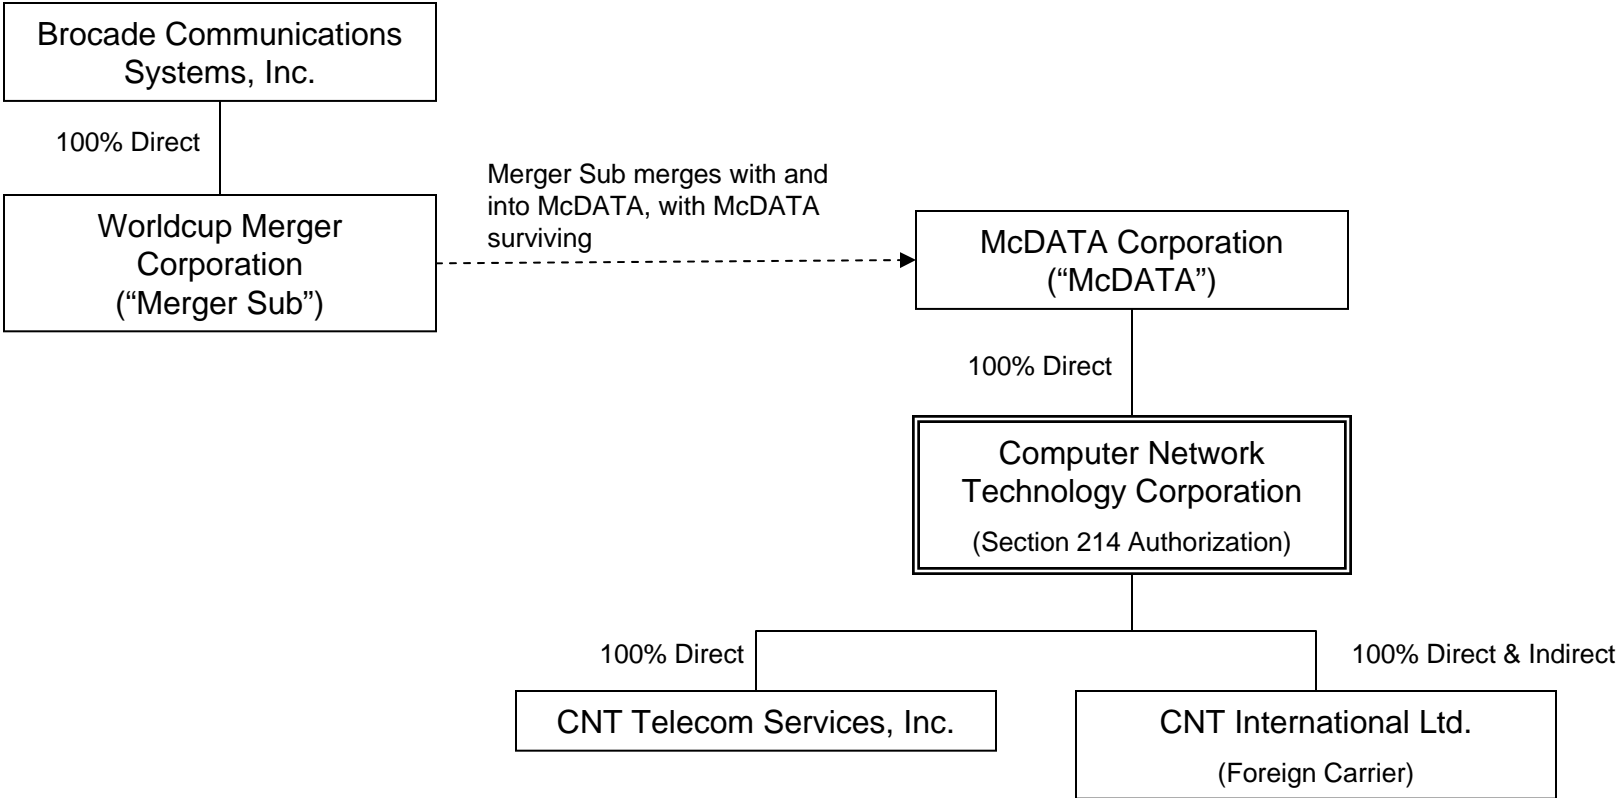 Brocade Communications
Systems, Inc.
100% Direct
Worldcup Merger
Corporation
(“Merger Sub”)
Merger Sub merges with and
into McDATA, with McDATA
surviving
McDATA Corporation
(“McDATA”)
100% Direct
Computer Network
Technology Corporation
(Section 214 Authorization)
100% Direct
100% Direct & Indirect
CNT Telecom Services, Inc.
CNT International Ltd.
(Foreign Carrier)